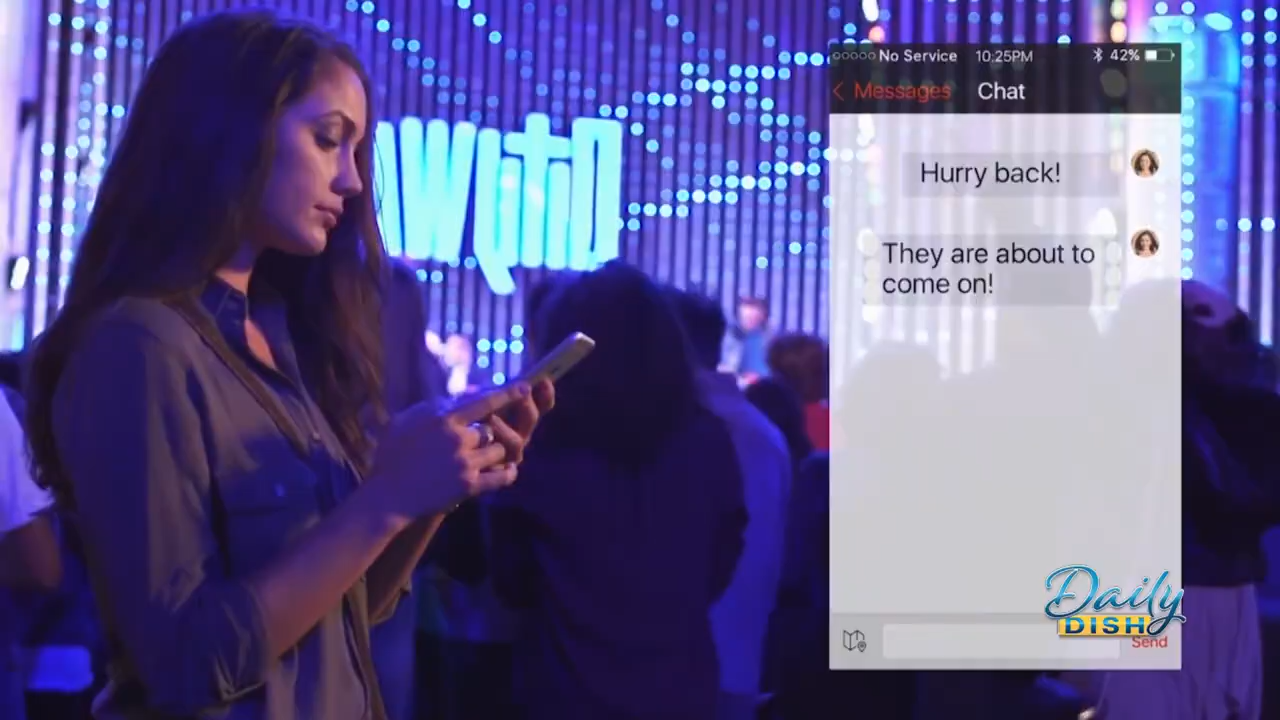 No Service 10:25PM 42%
Messages Chat
Hurry back!
They are about to
come on!
Daily
DISH
Send